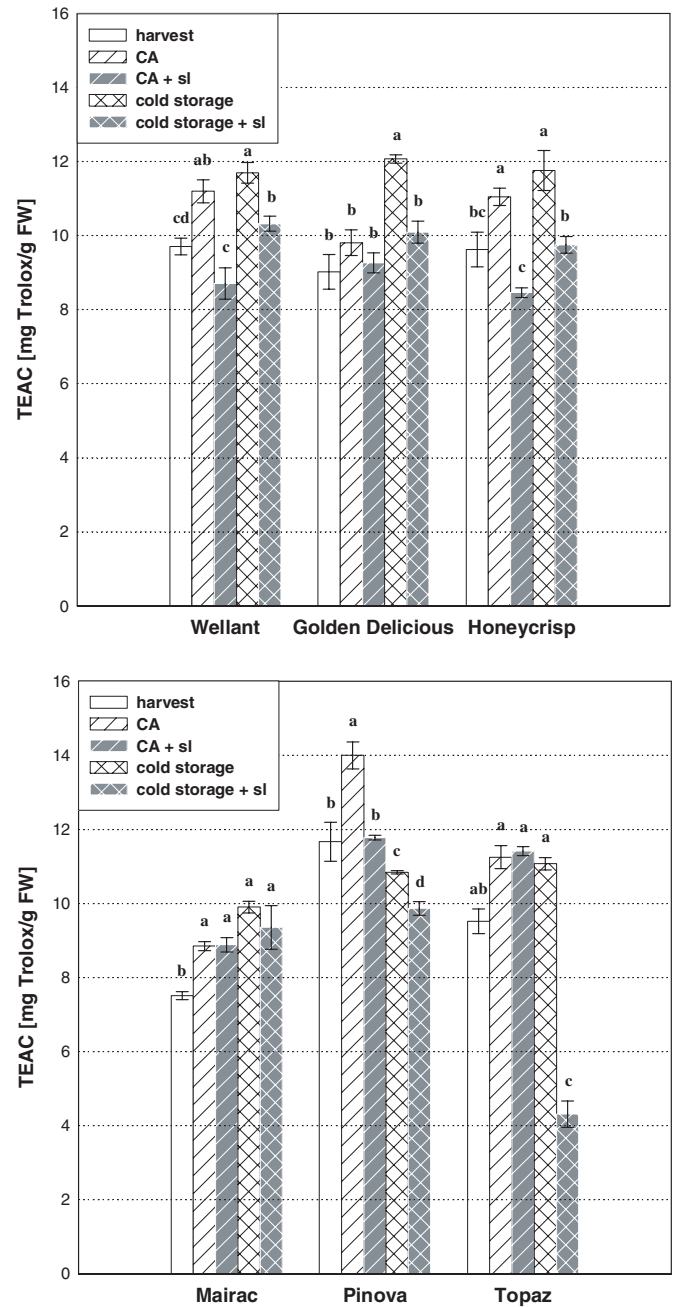 16
14
12
10
8
6
4
2
0
TEAC [mg Trolox/g FW]
harvest
CA
CA + sl
cold storage
cold storage + sl
cd ab c a b
b b b a b
bc a c a b
Wellant Golden Delicious Honeycrisp
16
14
12
10
8
6
4
2
0
TEAC [mg Trolox/g FW]
harvest
CA
CA + sl
cold storage
cold storage + sl
b a a a a
b a b c d
ab a a a c
Mairac Pinova Topaz